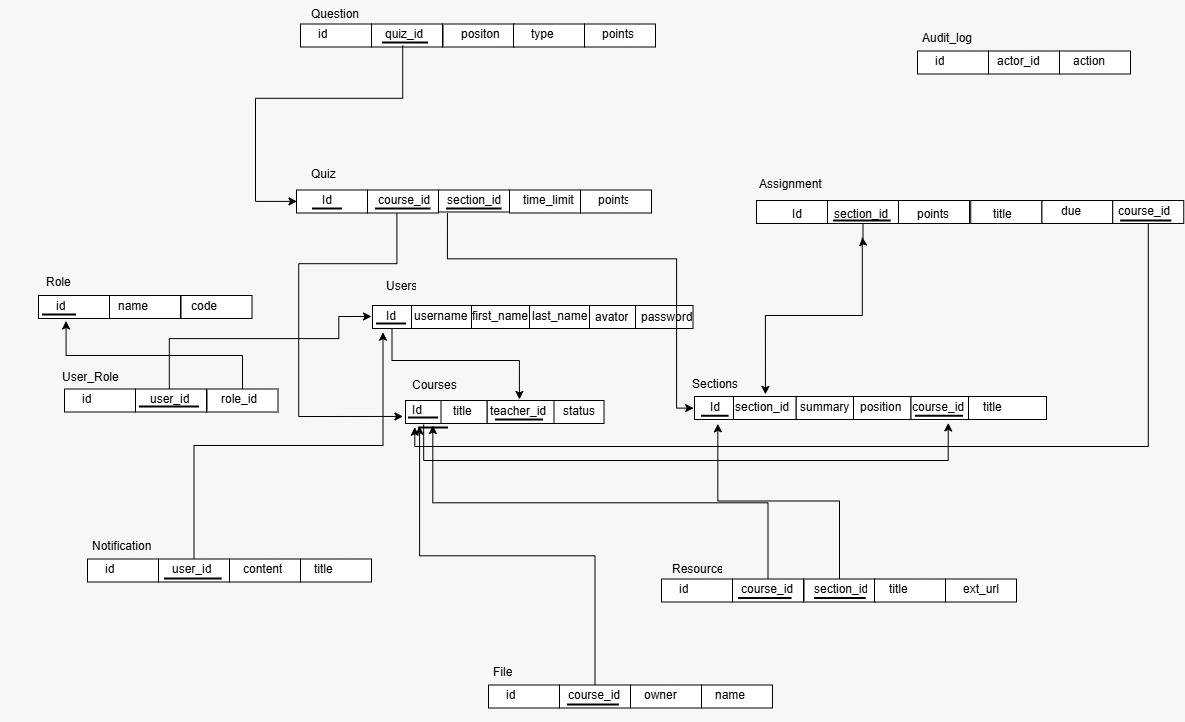 Question
id quiz_id positon type points
Audit_log
id actor_id action
Quiz
Id course_id section_id time_limit points
Assignment
Id section_id points title due course_id
Role
id name code
Users
Id username first_name last_name avator password
User_Role
id user_id role_id
Courses
Id title teacher_id status
Sections
Id section_id summary position course_id title
Notification
id user_id content title
Resource
id course_id section_id title ext_url
File
id course_id owner name